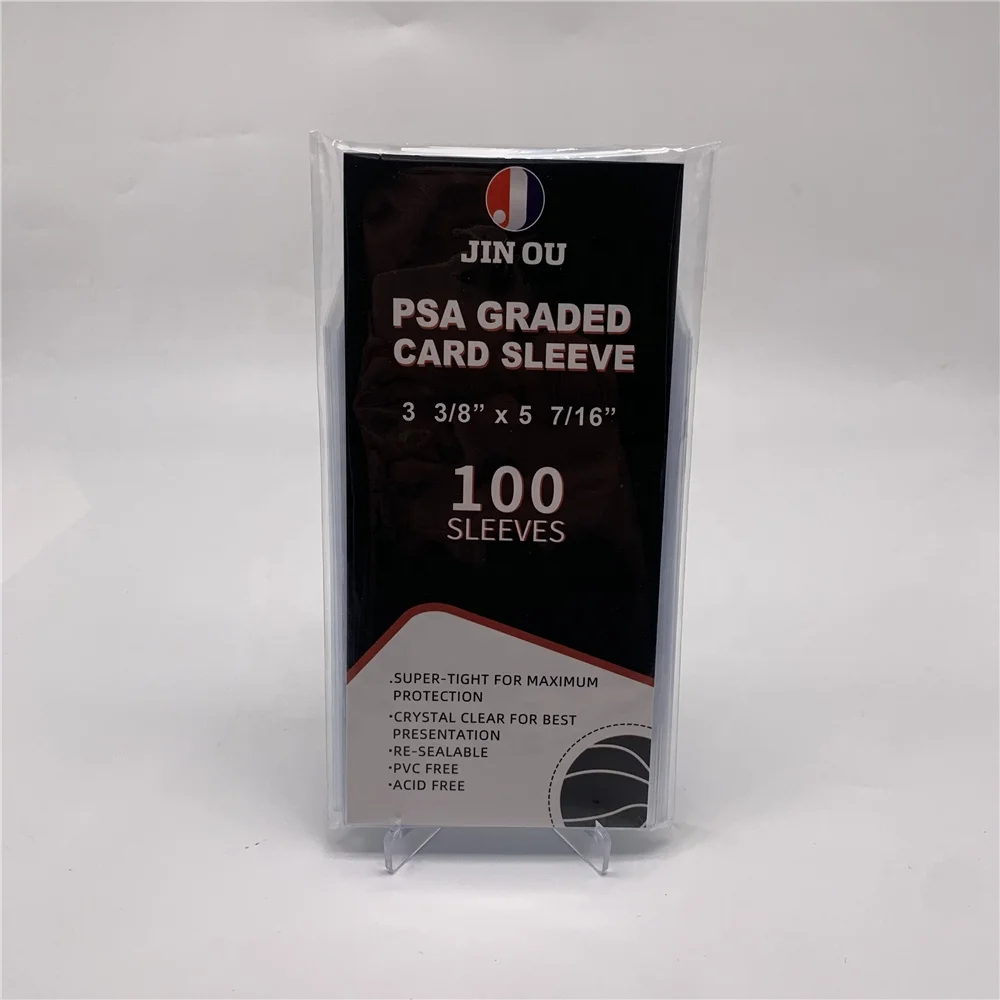 JIN OU
PSA GRADED
CARD SLEEVE
3 3/8” x 5 7/16”
100
SLEEVES
.SUPER-TIGHT FOR MAXIMUM
PROTECTION
•CRYSTAL CLEAR FOR BEST
PRESENTATION
•RE-SEALABLE
•PVC FREE
•ACID FREE